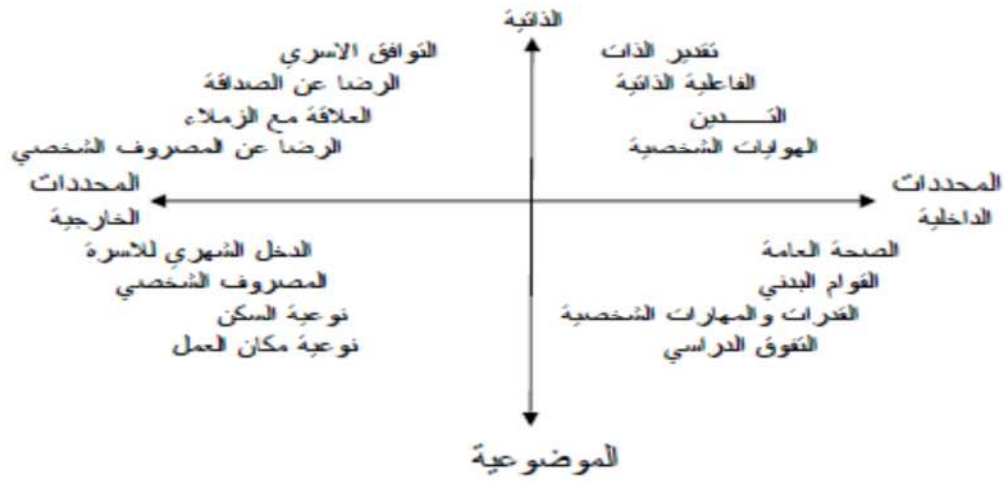 الذاتية
تقدير الذات
الفاعلية الذاتية
التـــــدين
الهوايات الشخصية
التوافق الاسري
الرضا عن الصداقة
العلاقة مع الزملاء
الرضا عن المصروف الشخصي
المحددات
الداخلية
المحددات
الخارجية
الصحة العامة
القوام البدني
القدرات والمهارات الشخصية
التفوق الدراسي
الدخل الشهري للاسرة
المصروف الشخصي
نوعية السكن
نوعية مكان العمل
الموضوعية